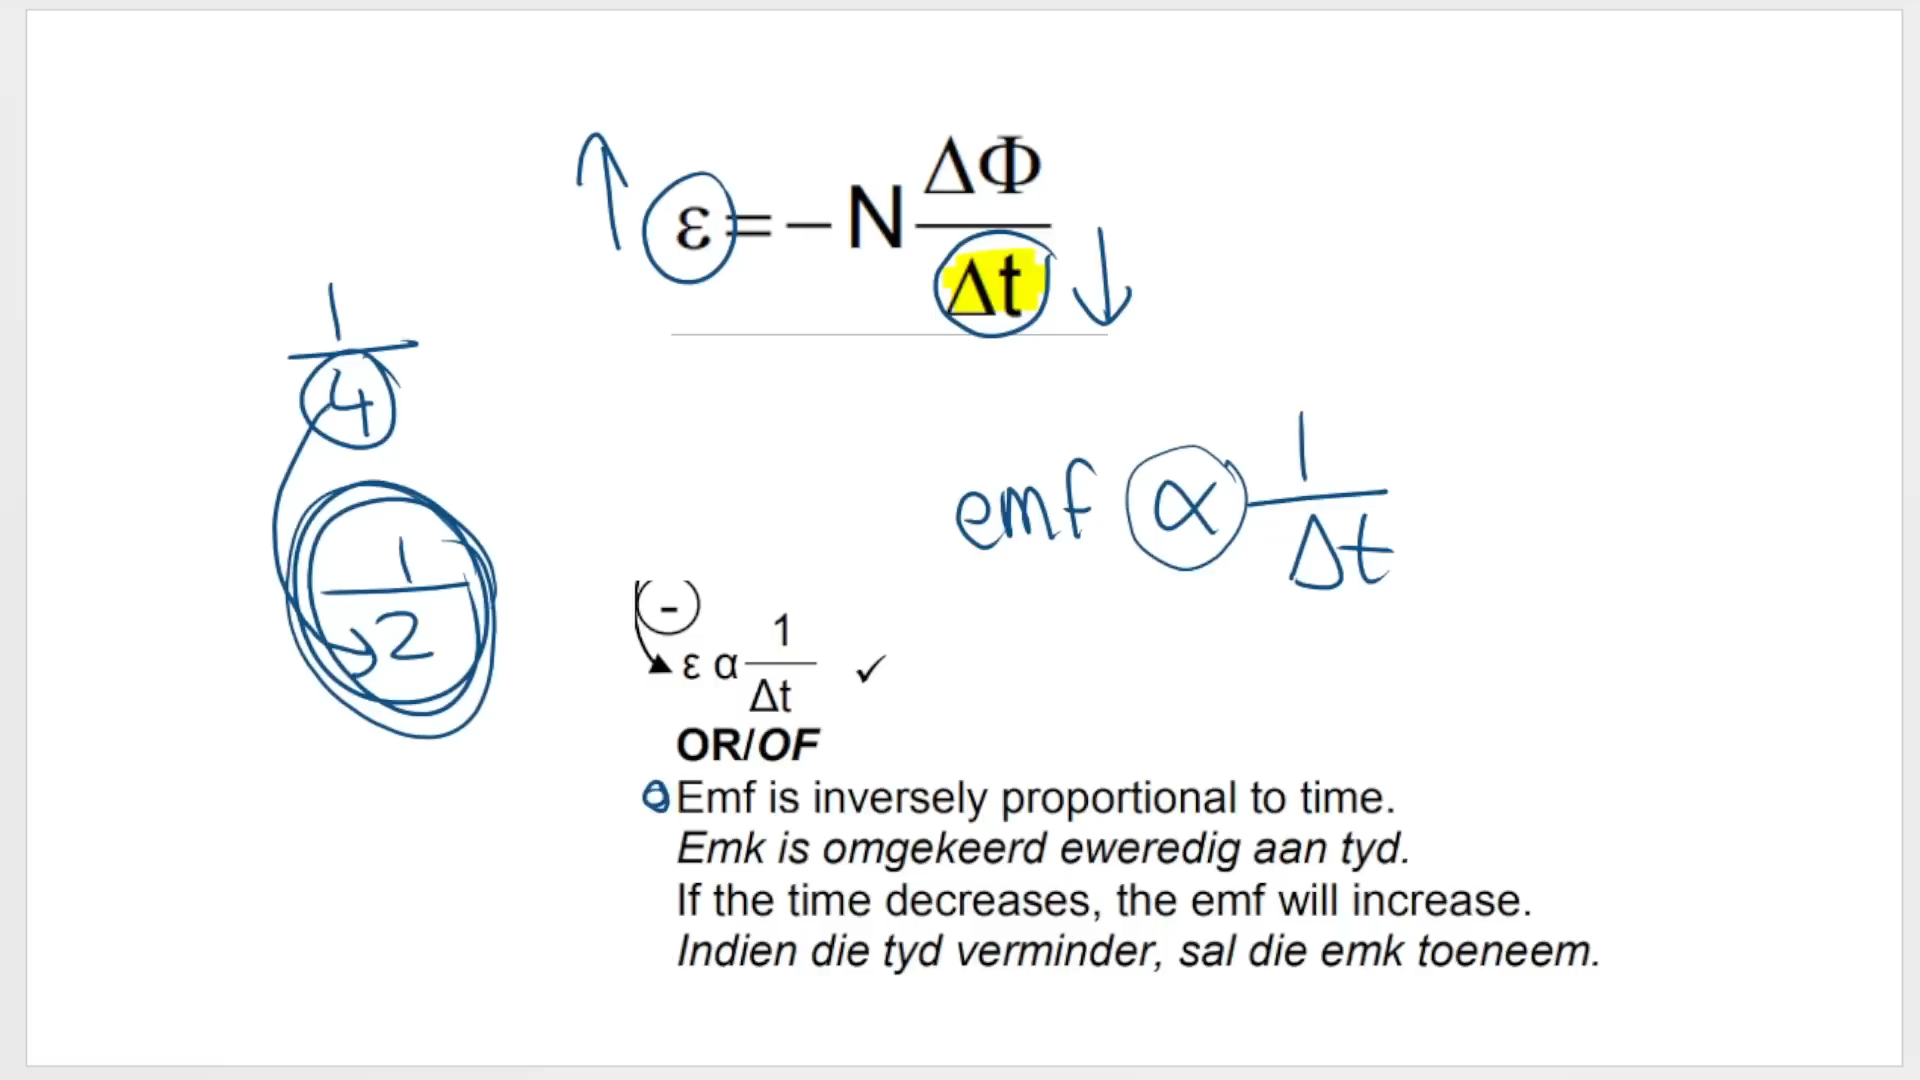 ↑ ε = – N ΔΦ/Δt ↓
1/4
1/2
emf ∝ 1/Δt
-
ε α 1/Δt ✓
OR/OF
Emf is inversely proportional to time.
Emk is omgekeerd eweredig aan tyd.
If the time decreases, the emf will increase.
Indien die tyd verminder, sal die emk toeneem.